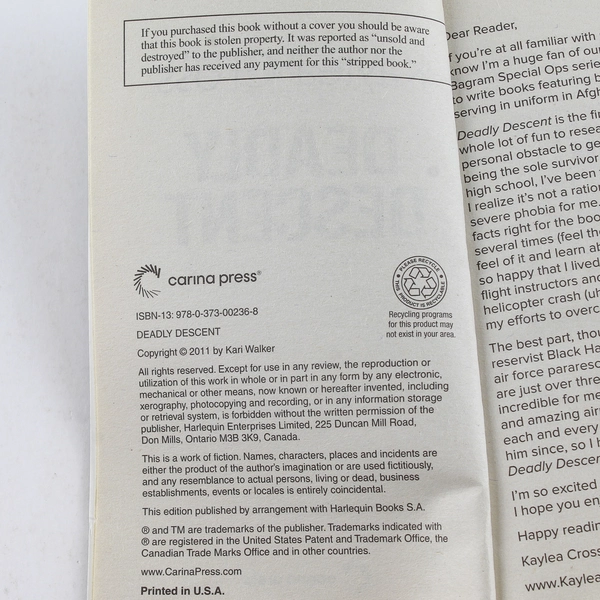 If you purchased this book without a cover you should be aware
that this book is stolen property. It was reported as "unsold and
destroyed" to the publisher, and neither the author nor the
publisher has received any payment for this "stripped book."
carina press®
PLEASE RECYCLE
THIS PRODUCT IS RECYCLABLE
Recycling programs
for this product may
not exist in your area.
ISBN-13: 978-0-373-00236-8
DEADLY DESCENT
Copyright © 2011 by Kari Walker
All rights reserved. Except for use in any review, the reproduction or
utilization of this work in whole or in part in any form by any electronic,
mechanical or other means, now known or hereafter invented, including
xerography, photocopying and recording, or in any information storage
or retrieval system, is forbidden without the written permission of the
publisher, Harlequin Enterprises Limited, 225 Duncan Mill Road,
Don Mills, Ontario M3B 3K9, Canada.
This is a work of fiction. Names, characters, places and incidents are
either the product of the author's imagination or are used fictitiously,
and any resemblance to actual persons, living or dead, business
establishments, events or locales is entirely coincidental.
This edition published by arrangement with Harlequin Books S.A.
® and TM are trademarks of the publisher. Trademarks indicated with
® are registered in the United States Patent and Trademark Office, the
Canadian Trade Marks Office and in other countries.
www.CarinaPress.com
Printed in U.S.A.
Dear Reader,
If you're at all familiar with
know I'm a huge fan of our
Bagram Special Ops serie
to write books featuring b
serving in uniform in Afgh
Deadly Descent is the fir
whole lot of fun to resea
personal obstacle to ge
being the sole survivor
high school, I've been
I realize it's not a ratio
severe phobia for me.
facts right for the boo
several times (feel the
feel of it and learn ab
so happy that I lived
flight instructors and
helicopter crash (uh
my efforts to overc
The best part, thou
reservist Black Ha
air force pararesc
are just over thre
incredible for me
and amazing airs
each and every
him since, so I h
Deadly Descen
I'm so excited
I hope you en
Happy readin
Kaylea Cross
www.Kaylea